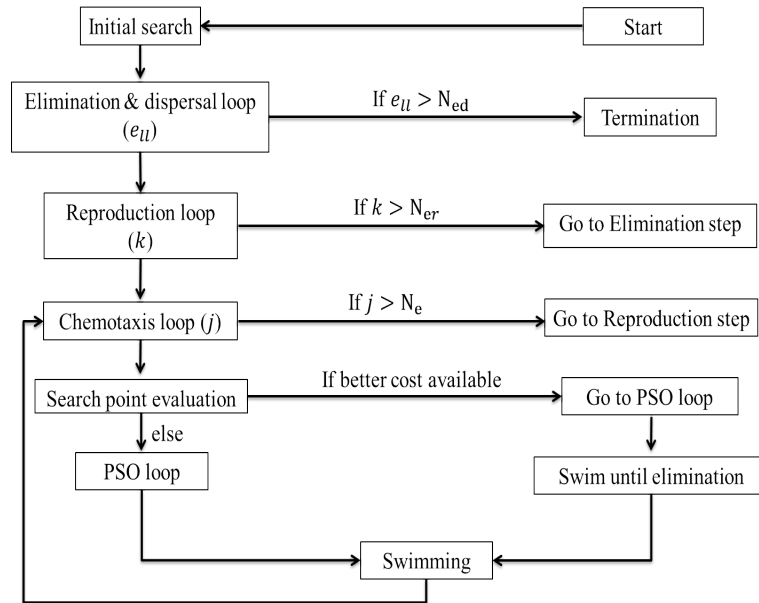 Initial search
Start
Elimination & dispersal loop
(e_ll)
If e_ll > N_ed
Termination
Reproduction loop
(k)
If k > N_er
Go to Elimination step
Chemotaxis loop (j)
If j > N_e
Go to Reproduction step
Search point evaluation
If better cost available
Go to PSO loop
else
PSO loop
Swim until elimination
Swimming